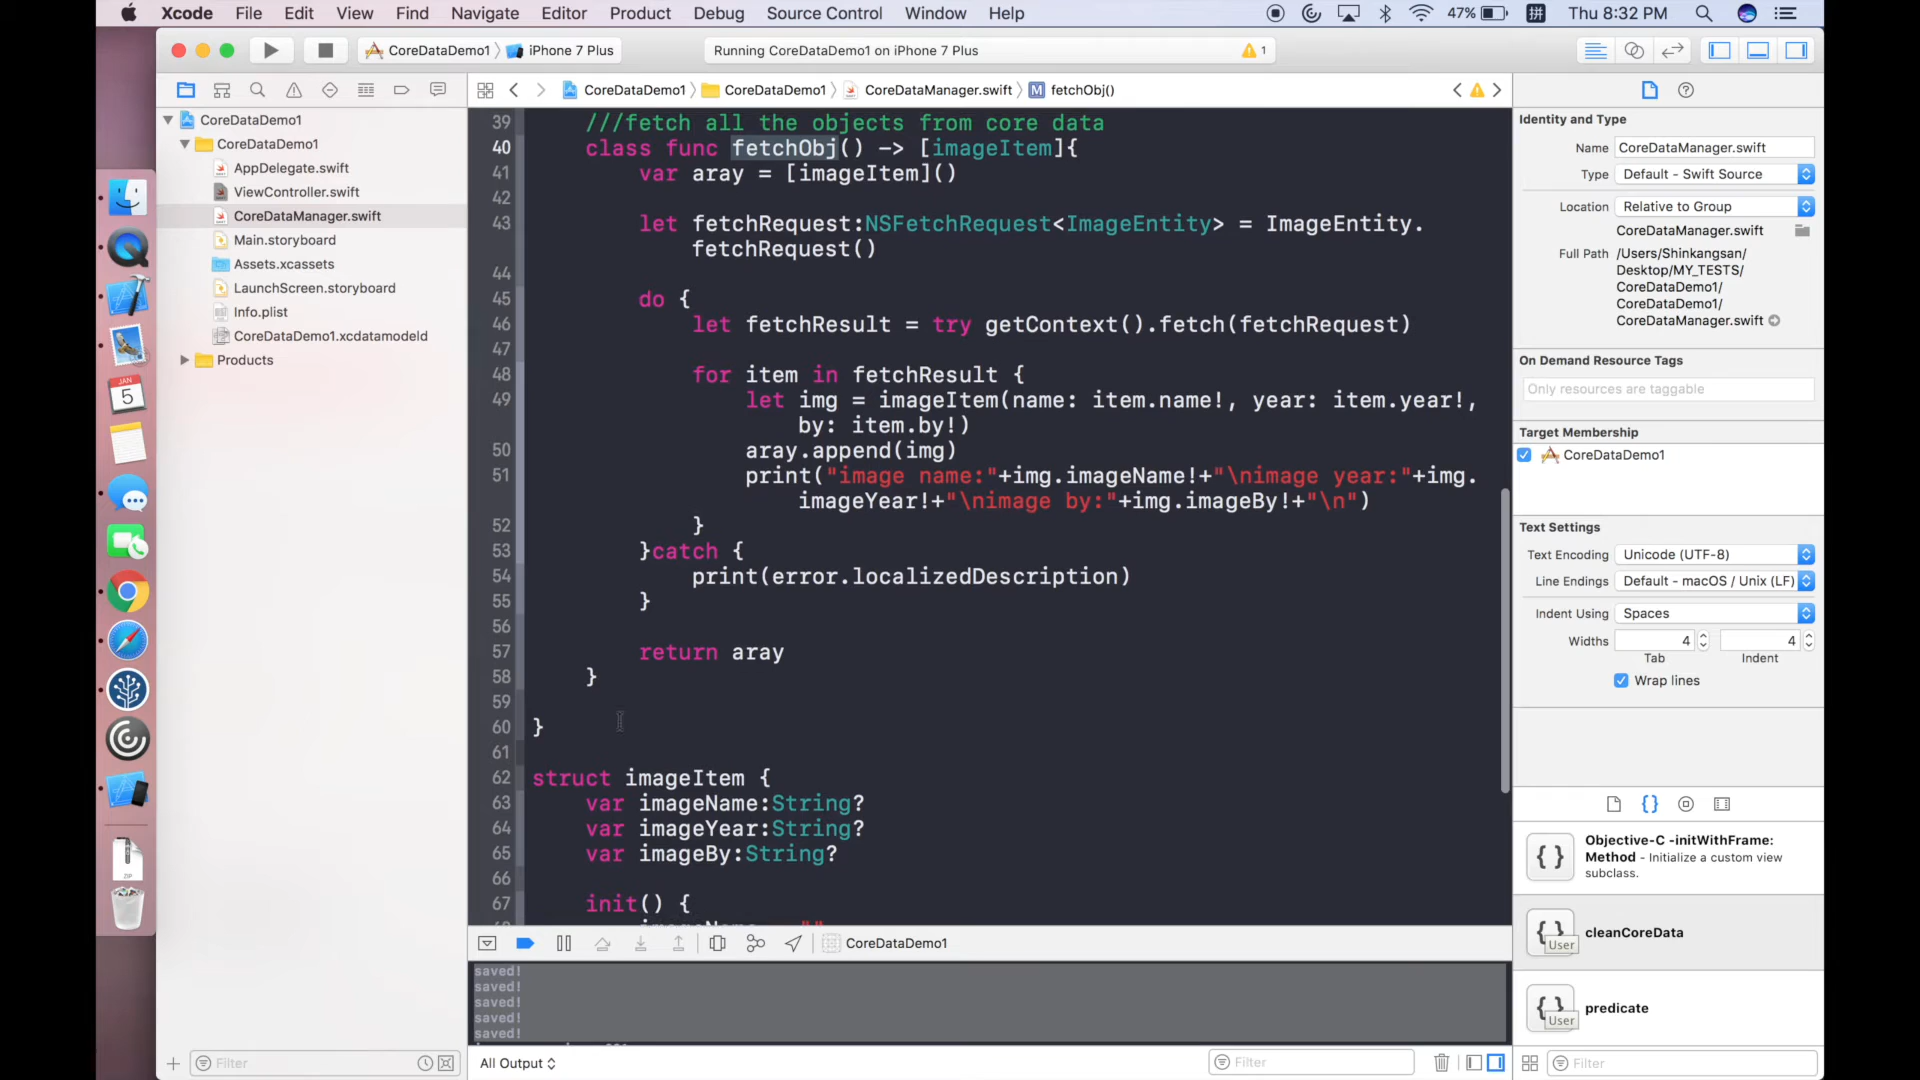 Xcode File Edit View Find Navigate Editor Product Debug Source Control Window Help 47% 拼 Thu 8:32 PM
CoreDataDemo1 iPhone 7 Plus Running CoreDataDemo1 on iPhone 7 Plus 1
CoreDataDemo1 CoreDataDemo1 CoreDataManager.swift M fetchObj()
CoreDataDemo1
CoreDataDemo1
AppDelegate.swift
ViewController.swift
CoreDataManager.swift
Main.storyboard
Assets.xcassets
LaunchScreen.storyboard
Info.plist
CoreDataDemo1.xcdatamodeld
Products
Filter
JAN
5
ZIP
39 ///fetch all the objects from core data
40 class func fetchObj() -> [imageItem]{
41 var aray = [imageItem]()
42
43 let fetchRequest:NSFetchRequest<ImageEntity> = ImageEntity.
fetchRequest()
44
45 do {
46 let fetchResult = try getContext().fetch(fetchRequest)
47
48 for item in fetchResult {
49 let img = imageItem(name: item.name!, year: item.year!,
by: item.by!)
50 aray.append(img)
51 print("image name:"+img.imageName!+"\nimage year:"+img.
imageYear!+"\nimage by:"+img.imageBy!+"\n")
52 }
53 }catch {
54 print(error.localizedDescription)
55 }
56
57 return aray
58 }
59
60 }
61
62 struct imageItem {
63 var imageName:String?
64 var imageYear:String?
65 var imageBy:String?
66
67 init() {
CoreDataDemo1
saved!
saved!
saved!
saved!
saved!
All Output
Filter
Identity and Type
Name CoreDataManager.swift
Type Default - Swift Source
Location Relative to Group
CoreDataManager.swift
Full Path /Users/Shinkangsan/
Desktop/MY_TESTS/
CoreDataDemo1/
CoreDataDemo1/
CoreDataManager.swift
On Demand Resource Tags
Only resources are taggable
Target Membership
CoreDataDemo1
Text Settings
Text Encoding Unicode (UTF-8)
Line Endings Default - macOS / Unix (LF)
Indent Using Spaces
Widths 4 4
Tab Indent
Wrap lines
Objective-C -initWithFrame:
Method - Initialize a custom view
subclass.
User
cleanCoreData
User
predicate
Filter